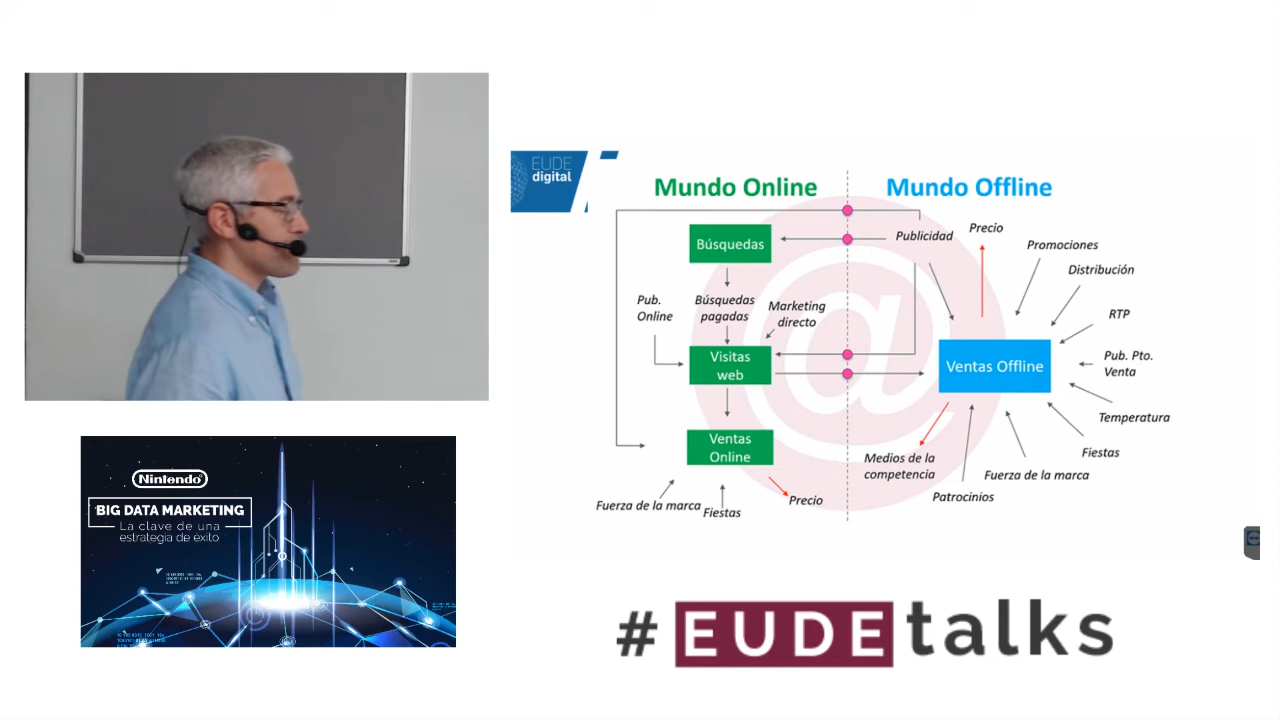 EUDE
digital
Mundo Online
Mundo Offline
Búsquedas
Publicidad
Precio
Promociones
Distribución
Pub.
Online
Búsquedas
pagadas
Marketing
directo
RTP
Visitas
web
Ventas Offline
Pub. Pto.
Venta
Temperatura
Ventas
Online
Medios de la
competencia
Fiestas
Fuerza de la marca
Patrocinios
Precio
Fuerza de la marca
Fiestas
Nintendo
BIG DATA MARKETING
La clave de una
estrategia de éxito
# EUDE talks